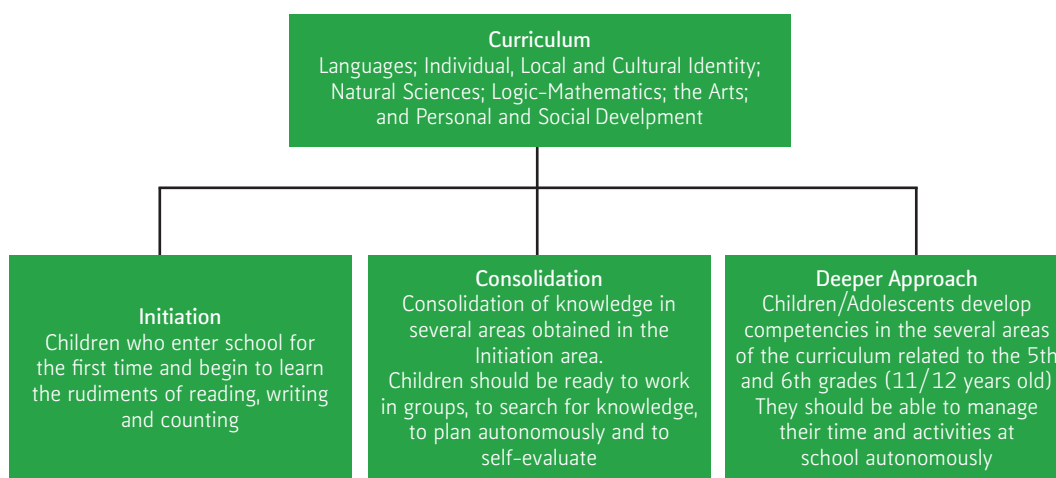 Curriculum
Languages; Individual, Local and Cultural Identity;
Natural Sciences; Logic-Mathematics; the Arts;
and Personal and Social Develpment
Initiation
Children who enter school for
the first time and begin to learn
the rudiments of reading, writing
and counting
Consolidation
Consolidation of knowledge in
several areas obtained in the
Initiation area.
Children should be ready to work
in groups, to search for knowledge,
to plan autonomously and to
self-evaluate
Deeper Approach
Children/Adolescents develop
competencies in the several areas
of the curriculum related to the 5th
and 6th grades (11/12 years old)
They should be able to manage
their time and activities at
school autonomously